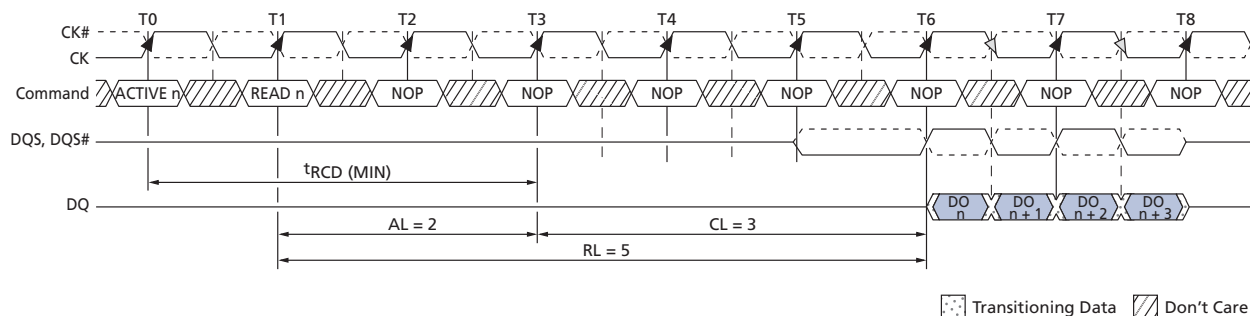 T0 T1 T2 T3 T4 T5 T6 T7 T8
CK#
CK
Command ACTIVE n READ n NOP NOP NOP NOP NOP NOP NOP
DQS, DQS#
tRCD (MIN)
DQ DO n DO n + 1 DO n + 2 DO n + 3
AL = 2 CL = 3
RL = 5
Transitioning Data Don't Care